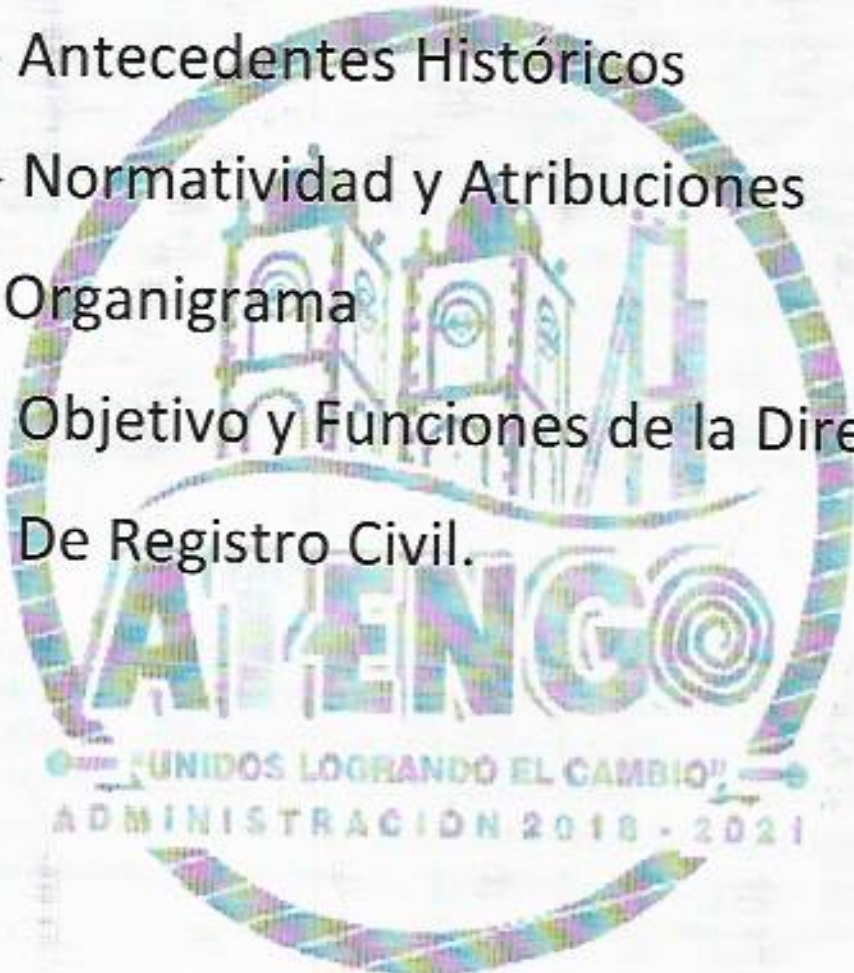 - Antecedentes Históricos
- Normatividad y Atribuciones
Organigrama
Objetivo y Funciones de la Dire
De Registro Civil.
ATENGO
"UNIDOS LOGRANDO EL CAMBIO"
ADMINISTRACIÓN 2018 - 2021